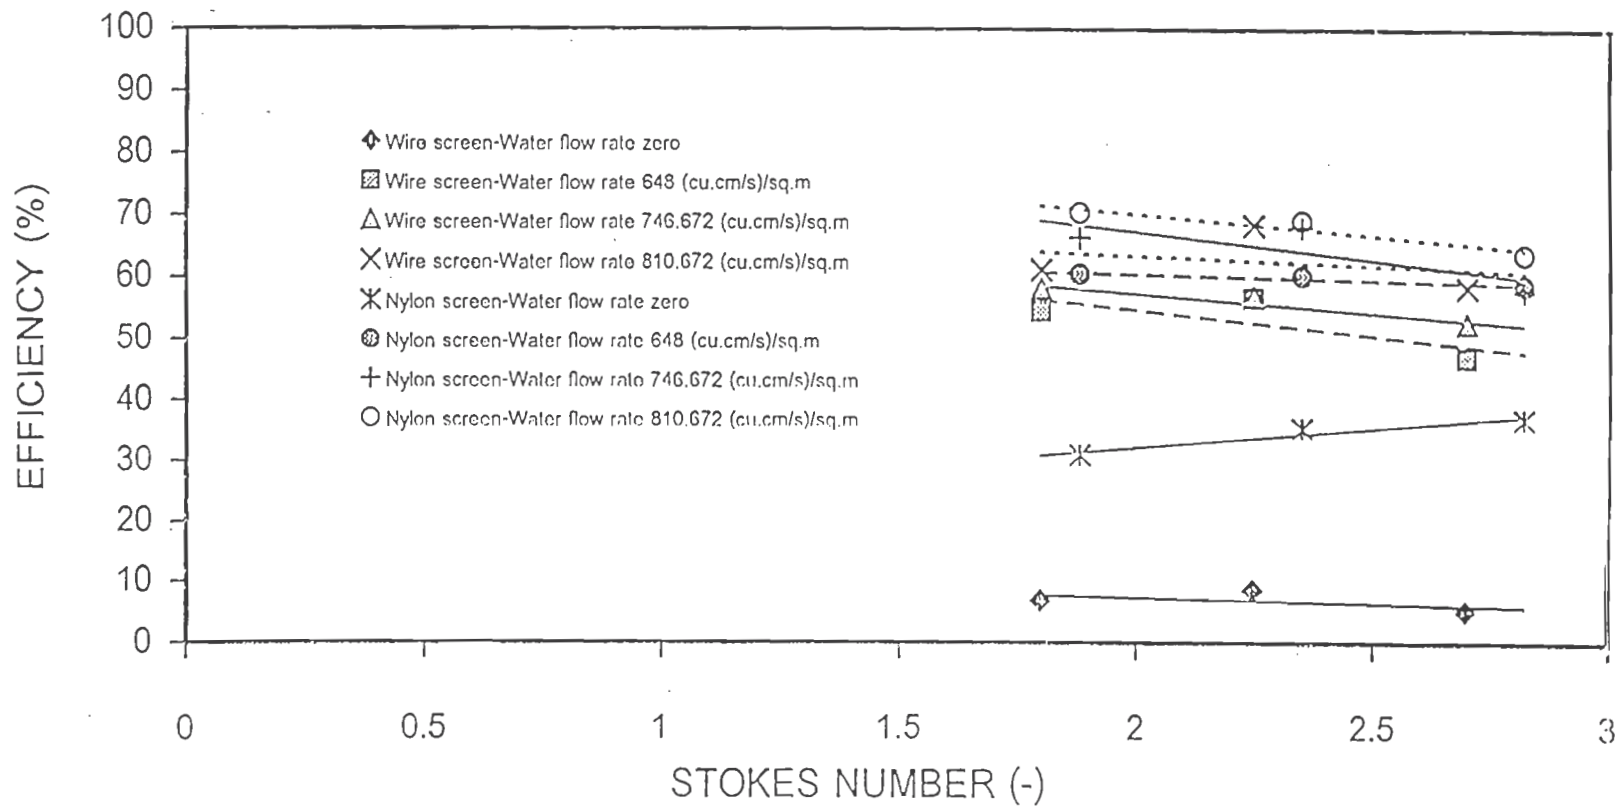 100
90
80
70
60
50
40
30
20
10
0
EFFICIENCY (%)
Wire screen-Water flow rate zero
Wire screen-Water flow rate 648 (cu.cm/s)/sq.m
Wire screen-Water flow rate 746.672 (cu.cm/s)/sq.m
Wire screen-Water flow rate 810.672 (cu.cm/s)/sq.m
Nylon screen-Water flow rate zero
Nylon screen-Water flow rate 648 (cu.cm/s)/sq.m
Nylon screen-Water flow rate 746.672 (cu.cm/s)/sq.m
Nylon screen-Water flow rate 810.672 (cu.cm/s)/sq.m
0 0.5 1 1.5 2 2.5 3
STOKES NUMBER (-)